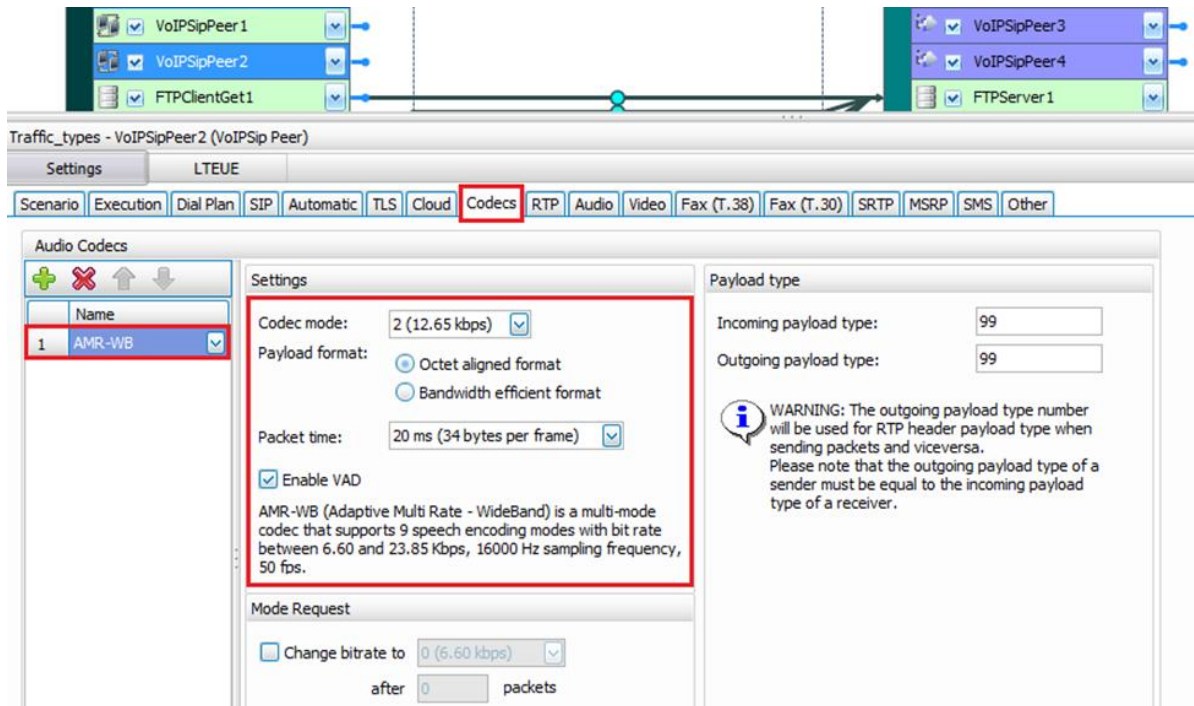 VoIPSipPeer1
VoIPSipPeer3
VoIPSipPeer2
VoIPSipPeer4
FTPClientGet1
FTPServer1
Traffic_types - VoIPSipPeer2 (VoIPSip Peer)
Settings LTEUE
Scenario Execution Dial Plan SIP Automatic TLS Cloud Codecs RTP Audio Video Fax (T.38) Fax (T.30) SRTP MSRP SMS Other
Audio Codecs
Name
1 AMR-WB
Settings
Codec mode: 2 (12.65 kbps)
Payload format:
Octet aligned format
Bandwidth efficient format
Packet time: 20 ms (34 bytes per frame)
Enable VAD
AMR-WB (Adaptive Multi Rate - WideBand) is a multi-mode
codec that supports 9 speech encoding modes with bit rate
between 6.60 and 23.85 Kbps, 16000 Hz sampling frequency,
50 fps.
Mode Request
Change bitrate to 0 (6.60 kbps)
after 0 packets
Payload type
Incoming payload type: 99
Outgoing payload type: 99
WARNING: The outgoing payload type number
will be used for RTP header payload type when
sending packets and viceversa.
Please note that the outgoing payload type of a
sender must be equal to the incoming payload
type of a receiver.